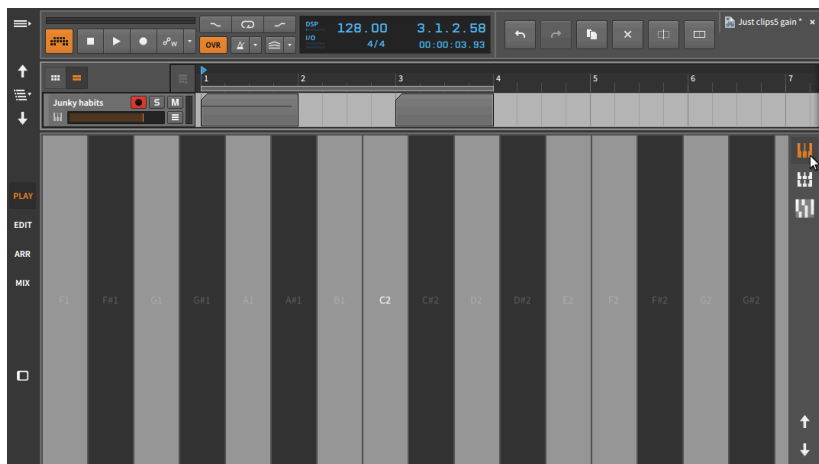 DSP
I/O
128.00
4/4
3.1.2.58
00:00:03.93
Just clips5 gain *
W
OVR
1 2 3 4 5 6 7
Junky habits
S M
PLAY
EDIT
ARR
MIX
F1 F#1 G1 G#1 A1 A#1 B1 C2 C#2 D2 D#2 E2 F2 F#2 G2 G#2